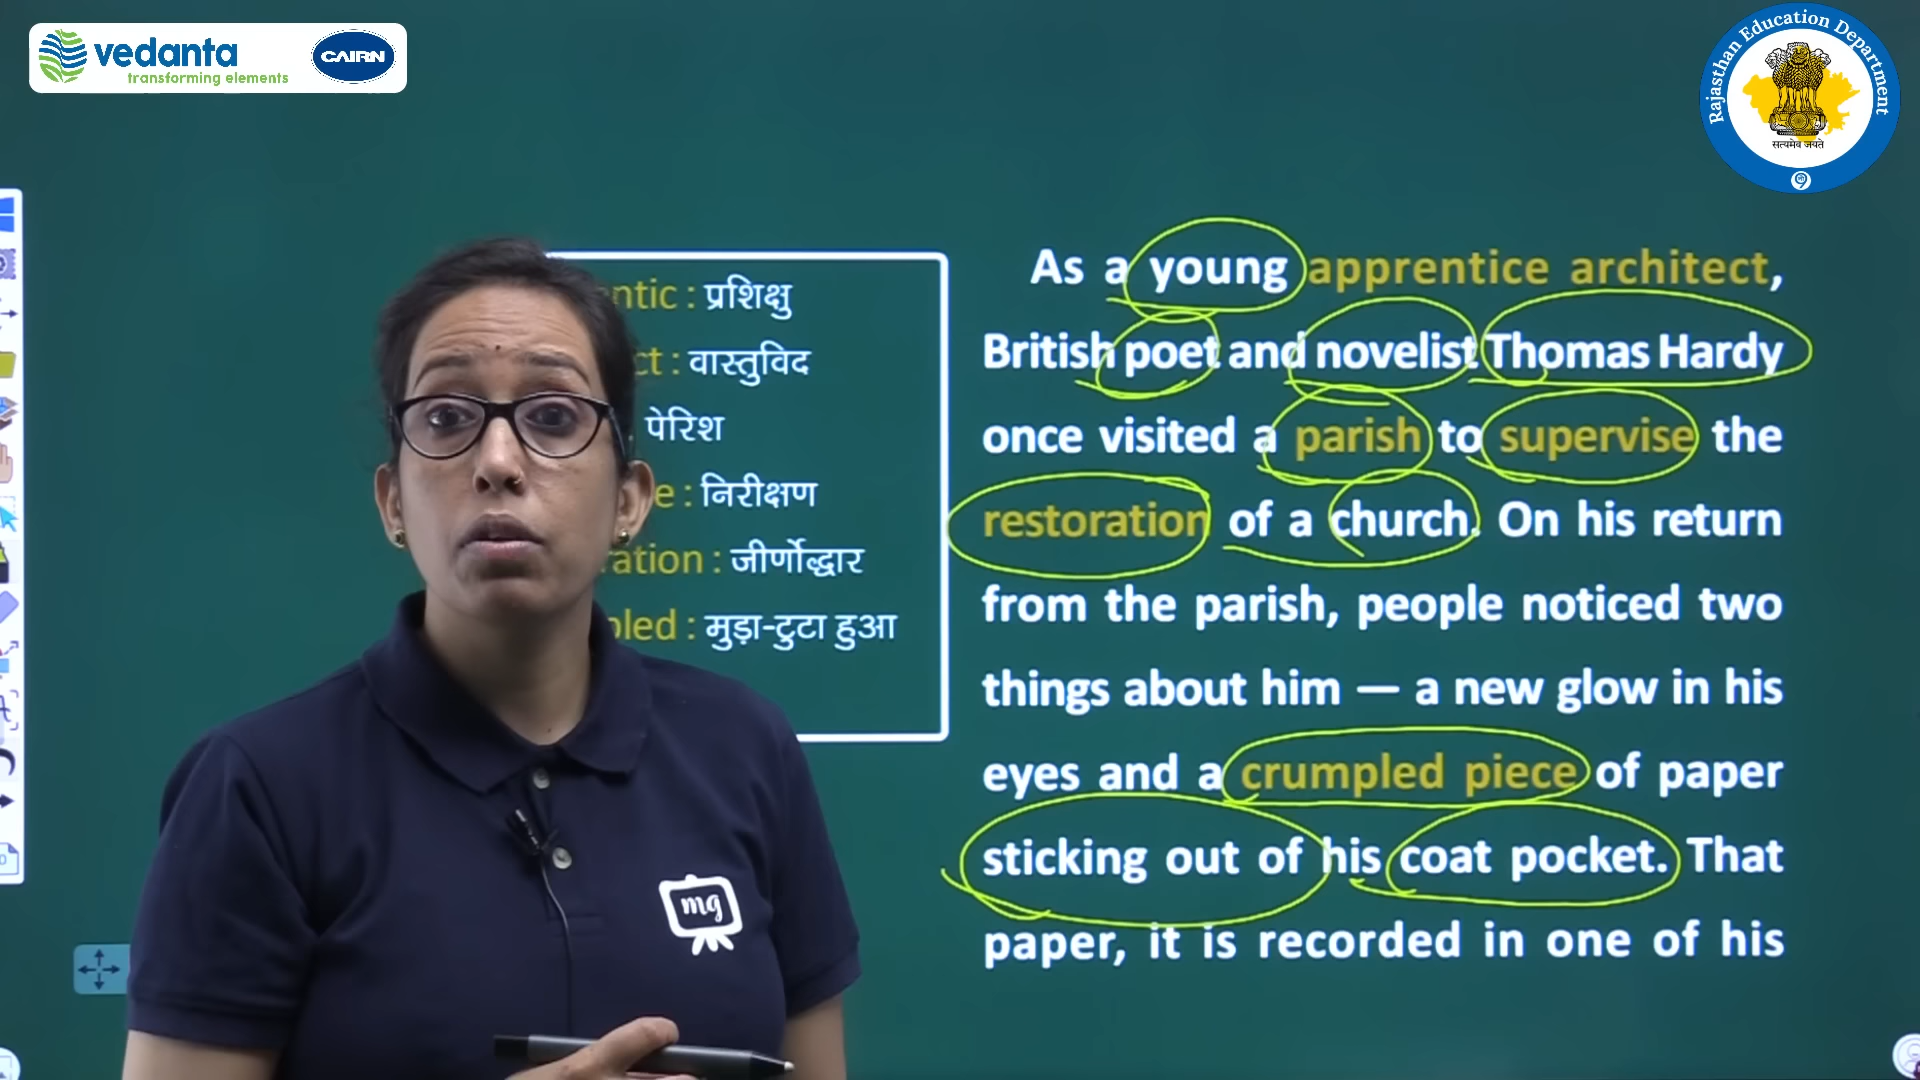 vedanta
transforming elements
CAIRN
Rajasthan Education Department
सत्यमेव जयते
ntic : प्रशिक्षु
ct : वास्तुविद
पेरिश
e : निरीक्षण
ration : जीर्णोद्धार
pled : मुड़ा-टुटा हुआ
As a young apprentice architect,
British poet and novelist Thomas Hardy
once visited a parish to supervise the
restoration of a church. On his return
from the parish, people noticed two
things about him — a new glow in his
eyes and a crumpled piece of paper
sticking out of his coat pocket. That
paper, it is recorded in one of his
mg